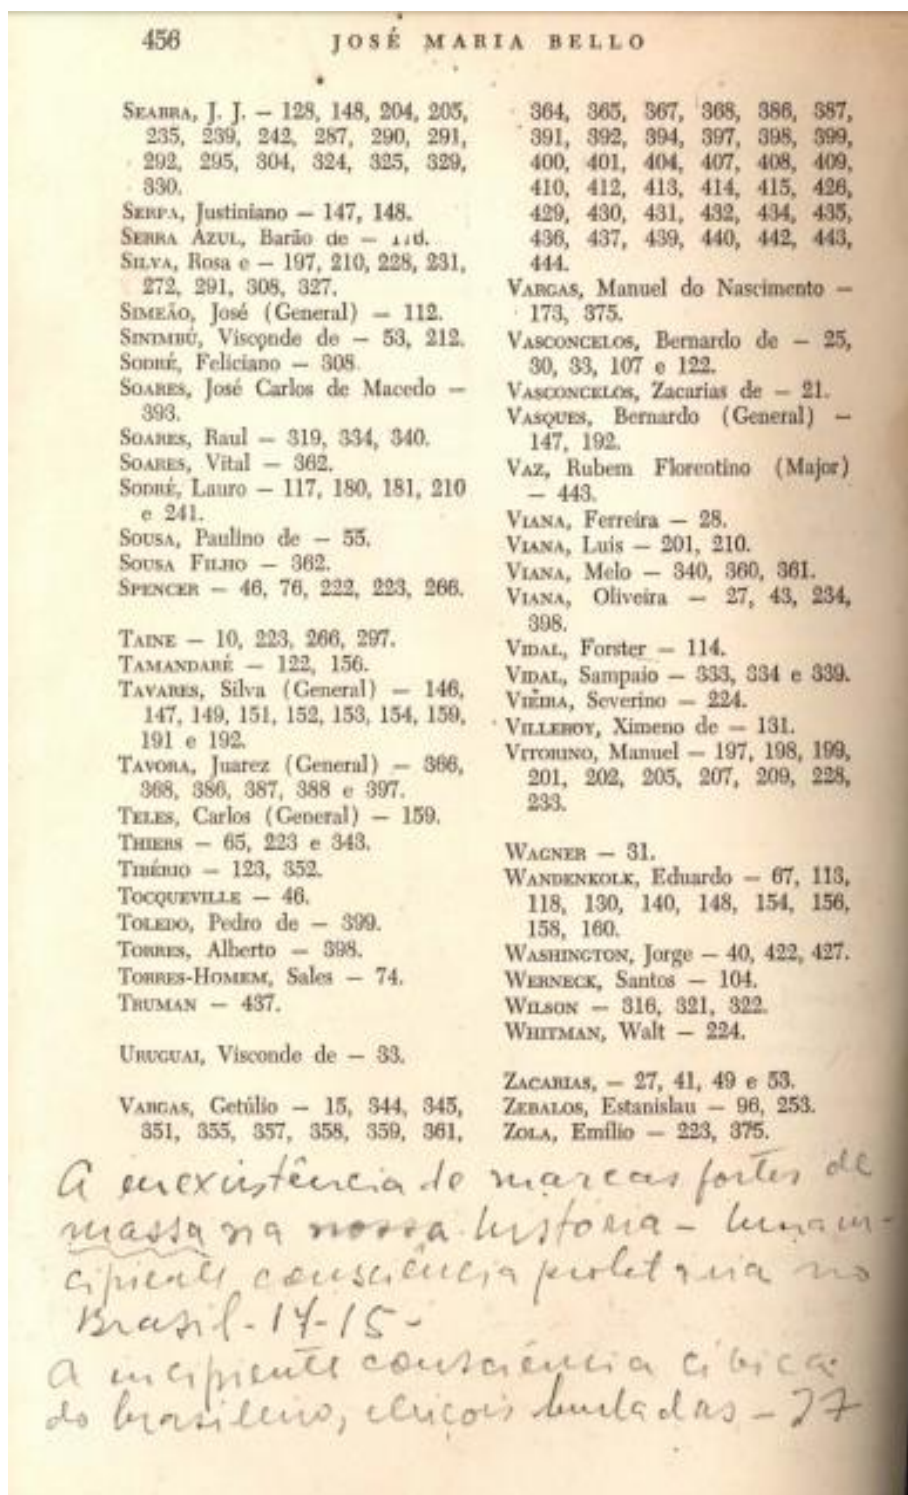 456
JOSÉ MARIA BELLO
SEABRA, J. J. — 128, 148, 204, 205,
235, 239, 242, 287, 290, 291,
292, 295, 304, 324, 325, 329,
330.
SERPA, Justiniano — 147, 148.
SERRA AZUL, Barão de —
SILVA, Rosa e — 197, 210, 228, 231,
272, 291, 308, 327.
SIMEÃO, José (General) — 112.
SINIMBÚ, Visconde de — 53, 212.
SODRÉ, Feliciano — 308.
SOARES, José Carlos de Macedo —
393.
SOARES, Raul — 319, 334, 340.
SOARES, Vital — 362.
SODRÉ, Lauro — 117, 180, 181, 210
e 241.
SOUSA, Paulino de — 55.
SOUSA FILHO — 362.
SPENCER — 46, 76, 222, 223, 266.
TAINE — 10, 223, 266, 297.
TAMANDARÉ — 122, 156.
TAVARES, Silva (General) — 146,
147, 149, 151, 152, 153, 154, 159,
191 e 192.
TAVORA, Juarez (General) — 366,
368, 386, 387, 388 e 397.
TELES, Carlos (General) — 159.
THIERS — 65, 223 e 343.
TIBÉRIO — 123, 352.
TOCQUEVILLE — 46.
TOLEDO, Pedro de — 399.
TORRES, Alberto — 398.
TORRES-HOMEM, Sales — 74.
TRUMAN — 437.
URUGUAI, Visconde de — 33.
VARGAS, Getúlio — 15, 344, 345,
351, 355, 357, 358, 359, 361,
364, 365, 367, 368, 386, 387,
391, 392, 394, 397, 398, 399,
400, 401, 404, 407, 408, 409,
410, 412, 413, 414, 415, 426,
429, 430, 431, 432, 434, 435,
436, 437, 439, 440, 442, 443,
444.
VARGAS, Manuel do Nascimento —
173, 375.
VASCONCELOS, Bernardo de — 25,
30, 33, 107 e 122.
VASCONCELOS, Zacarias de — 21.
VASQUES, Bernardo (General) —
147, 192.
VAZ, Rubem Florentino (Major)
— 443.
VIANA, Ferreira — 28.
VIANA, Luis — 201, 210.
VIANA, Melo — 340, 360, 361.
VIANA, Oliveira — 27, 43, 234,
398.
VIDAL, Forster — 114.
VIDAL, Sampaio — 333, 334 e 339.
VIEIRA, Severino — 224.
VILLEROY, Ximeno de — 131.
VITORINO, Manuel — 197, 198, 199,
201, 202, 205, 207, 209, 228,
233.
WAGNER — 31.
WANDENKOLK, Eduardo — 67, 113,
118, 130, 140, 148, 154, 156,
158, 160.
WASHINGTON, Jorge — 40, 422, 427.
WERNECK, Santos — 104.
WILSON — 316, 321, 322.
WHITMAN, Walt — 224.
ZACARIAS, — 27, 41, 49 e 53.
ZEBALOS, Estanislau — 96, 253.
ZOLA, Emílio — 223, 375.
A inexistência de marcas fortes de
massa na nossa história - uma in-
cipiente consciência proletária no
Brasil - 14-15 -
A incipiente consciência cívica
do brasileiro, eleições burladas - 27